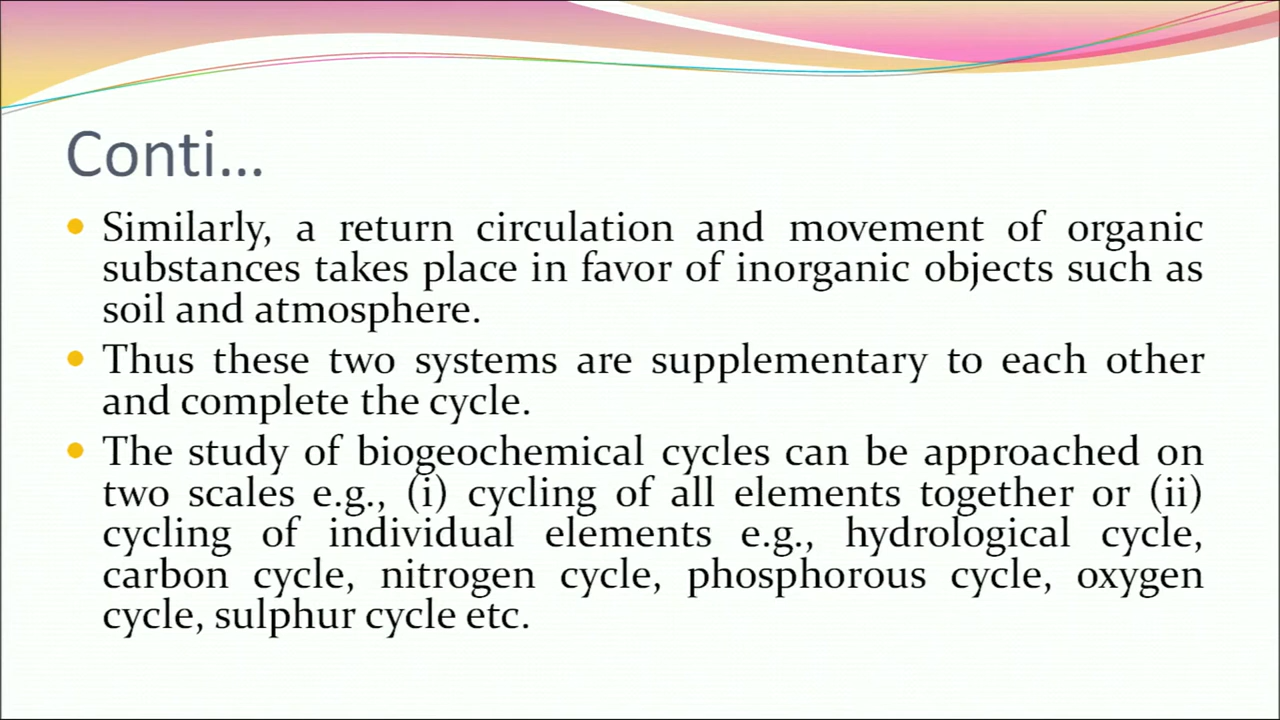 Conti...
Similarly, a return circulation and movement of organic
substances takes place in favor of inorganic objects such as
soil and atmosphere.
Thus these two systems are supplementary to each other
and complete the cycle.
The study of biogeochemical cycles can be approached on
two scales e.g., (i) cycling of all elements together or (ii)
cycling of individual elements e.g., hydrological cycle,
carbon cycle, nitrogen cycle, phosphorous cycle, oxygen
cycle, sulphur cycle etc.